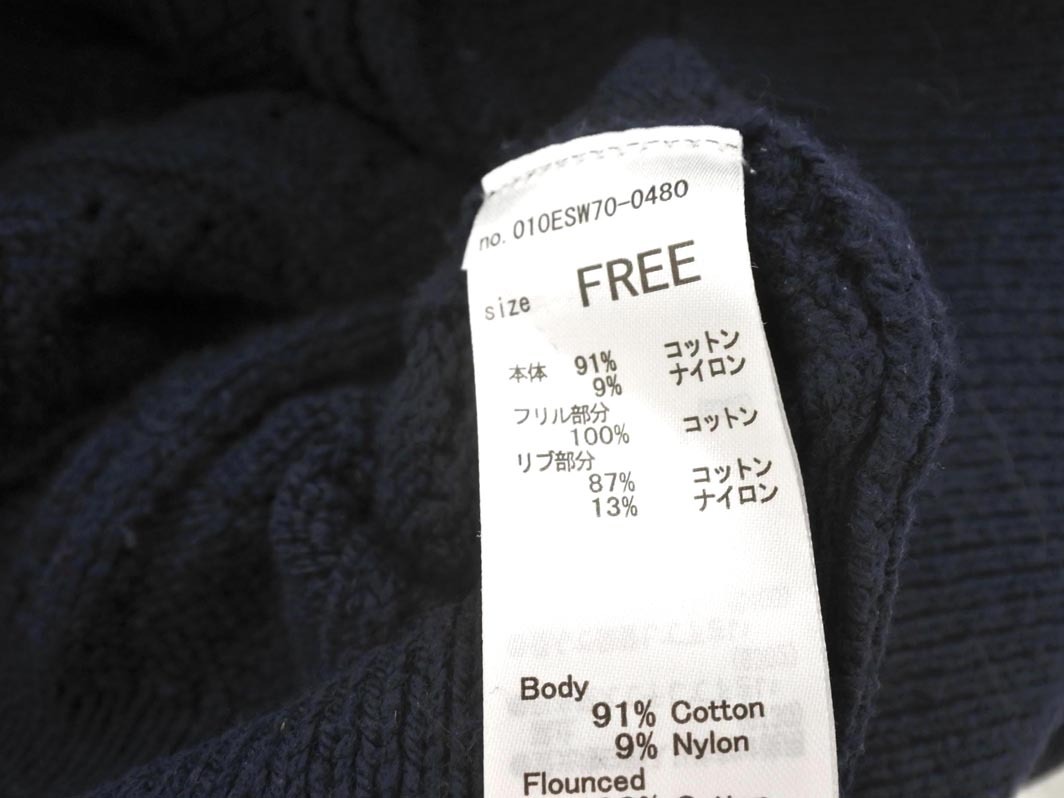 no. 010ESW70-0480
size FREE
本体 91% コットン
9% ナイロン
フリル部分
100% コットン
リブ部分
87% コットン
13% ナイロン
Body
91% Cotton
9% Nylon
Flounced
Cotton